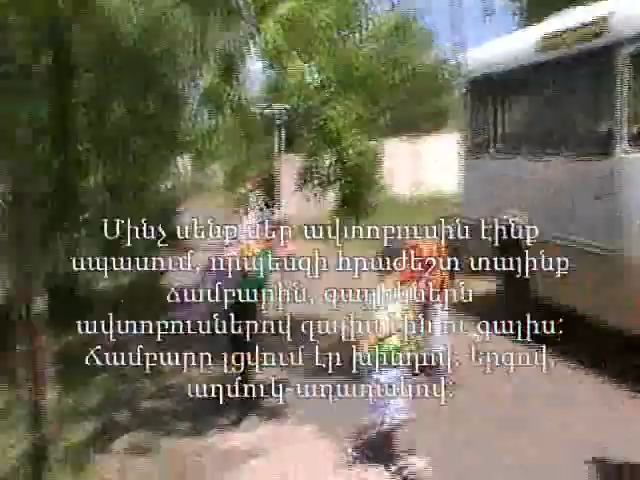 Մինչ մենք մեր ավտոբուսին էինք
սպասում, որպեսզի հրաժեշտ տայինք
ճամբարին, գալիքներն
ավտոբուսներով գալիս էին ու գալիս:
Ճամբարը լցվում էր խինդով, երգով,
աղմուկ-աղաղակով: